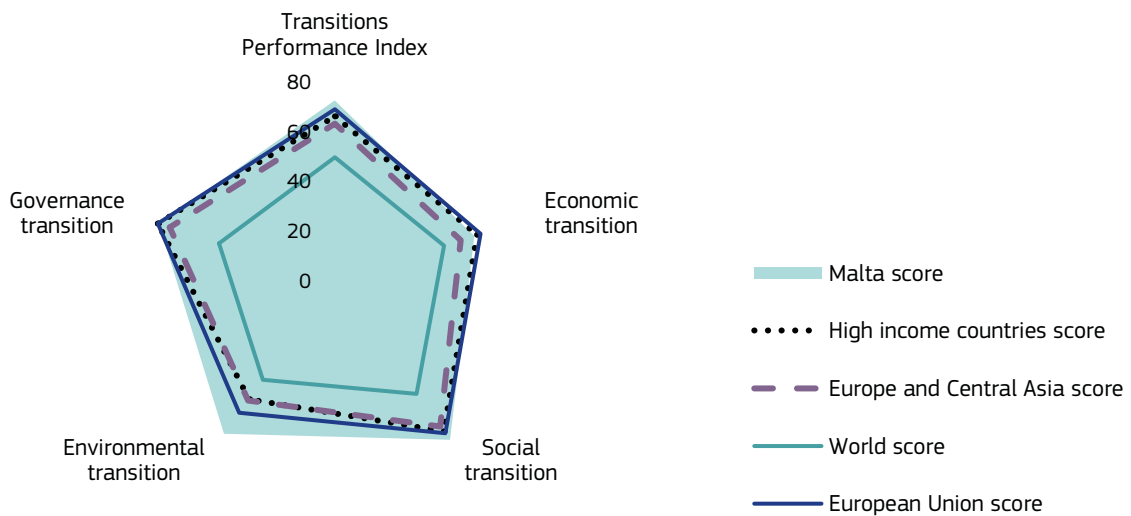 Transitions
Performance Index
80
60
40
20
0
Governance
transition
Economic
transition
Environmental
transition
Social
transition
Malta score
High income countries score
Europe and Central Asia score
World score
European Union score